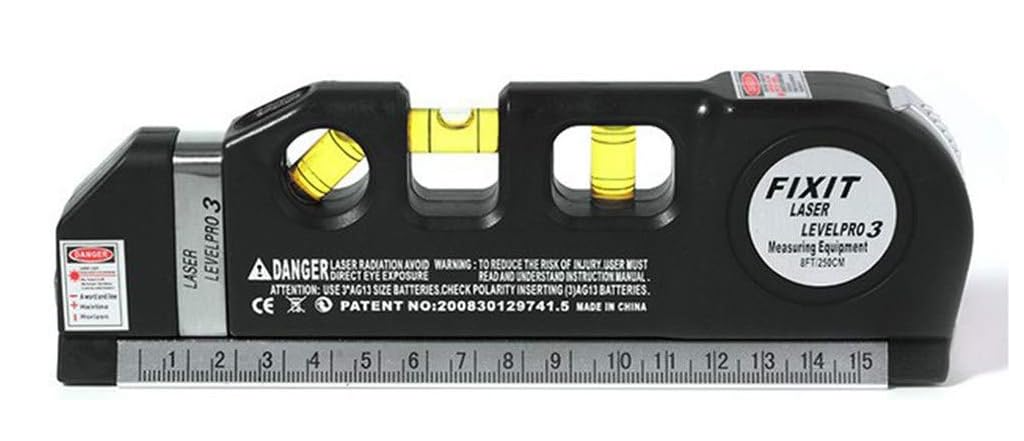 FIXIT
LASER
LEVELPRO 3
Measuring Equipment
8FT/250CM
LASER
LEVELPRO 3
DANGER
DANGER LASER RADIATION.AVOID DIRECT EYE EXPOSURE
WARNING : TO REDUCE THE RISK OF INJURY.USER MUST READ AND UNDERSTAND INSTRUCTION MANUAL.
ATTENTION: USE 3*AG13 SIZE BATTERIES.CHECK POLARITY INSERTING (3)AG13 BATTERIES.
CE PATENT NO:200830129741.5 MADE IN CHINA
1 2 3 4 5 6 7 8 9 10 11 12 13 14 15